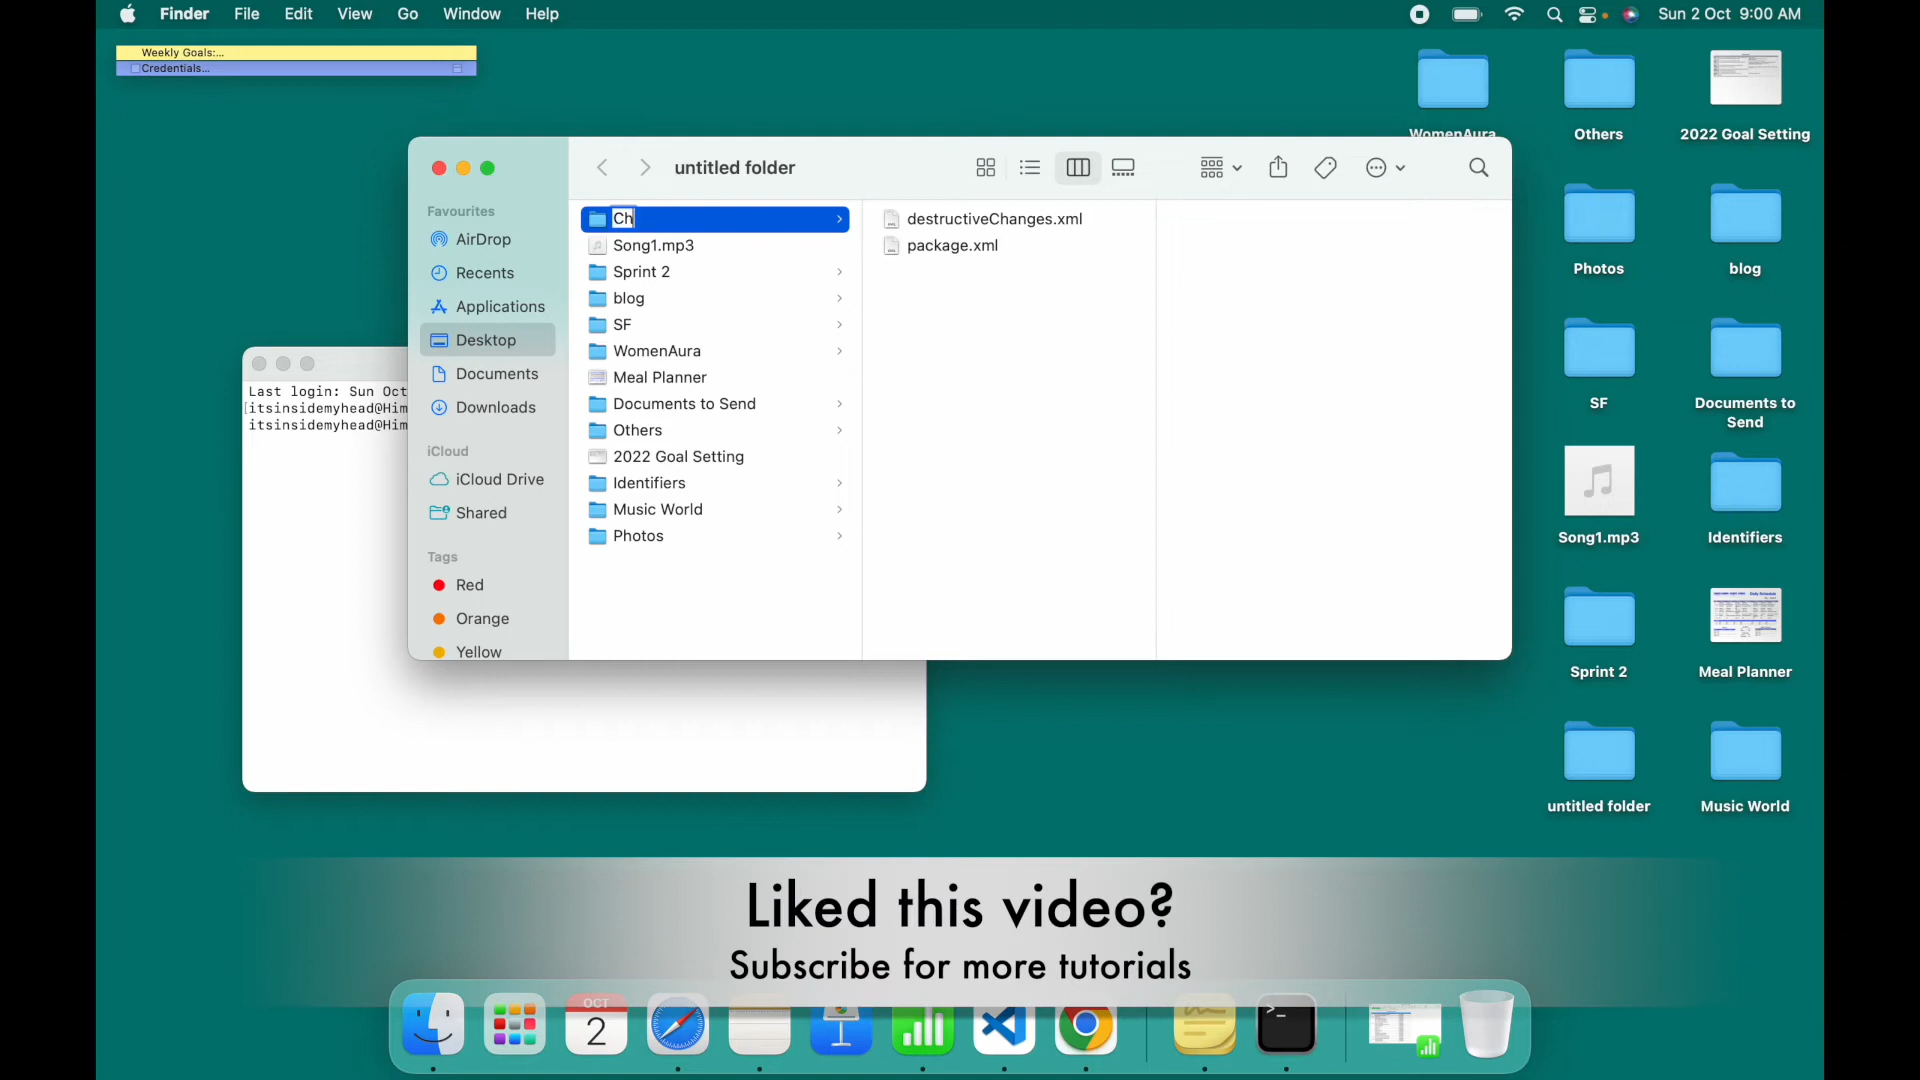 Finder File Edit View Go Window Help
Sun 2 Oct 9:00 AM
Weekly Goals:...
Credentials...
WomenAura
Others
2022 Goal Setting
Photos
blog
SF
Documents to
Send
Song1.mp3
Identifiers
Sprint 2
Meal Planner
untitled folder
Music World
untitled folder
Favourites
AirDrop
Recents
Applications
Desktop
Documents
Downloads
iCloud
iCloud Drive
Shared
Tags
Red
Orange
Yellow
Ch
Song1.mp3
Sprint 2
blog
SF
WomenAura
Meal Planner
Documents to Send
Others
2022 Goal Setting
Identifiers
Music World
Photos
destructiveChanges.xml
package.xml
Last login: Sun Oct
[itsinsidemyhead@Him
itsinsidemyhead@Him
Liked this video?
Subscribe for more tutorials
OCT
2